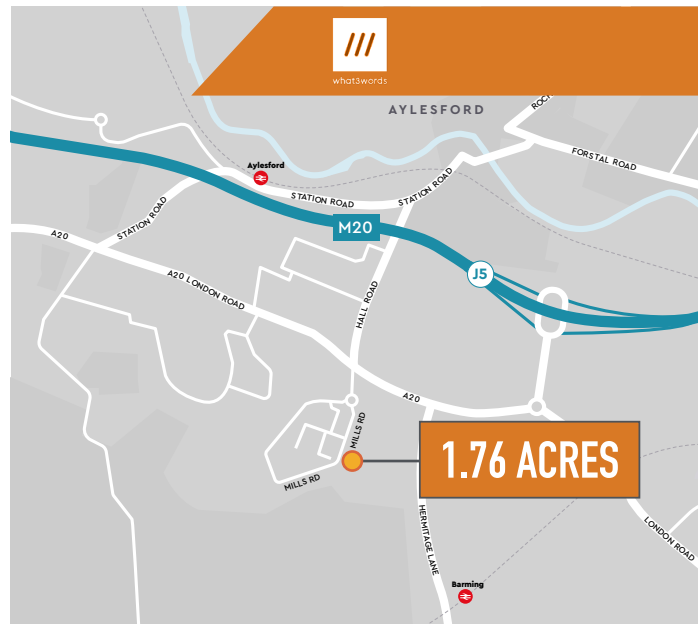 what3words
AYLESFORD
FORSTAL ROAD
Aylesford
STATION ROAD
STATION ROAD
STATION ROAD
M20
A20
A20 LONDON ROAD
J5
HALL ROAD
A20
MILLS RD
1.76 ACRES
MILLS RD
HERMITAGE LANE
LONDON ROAD
Barming